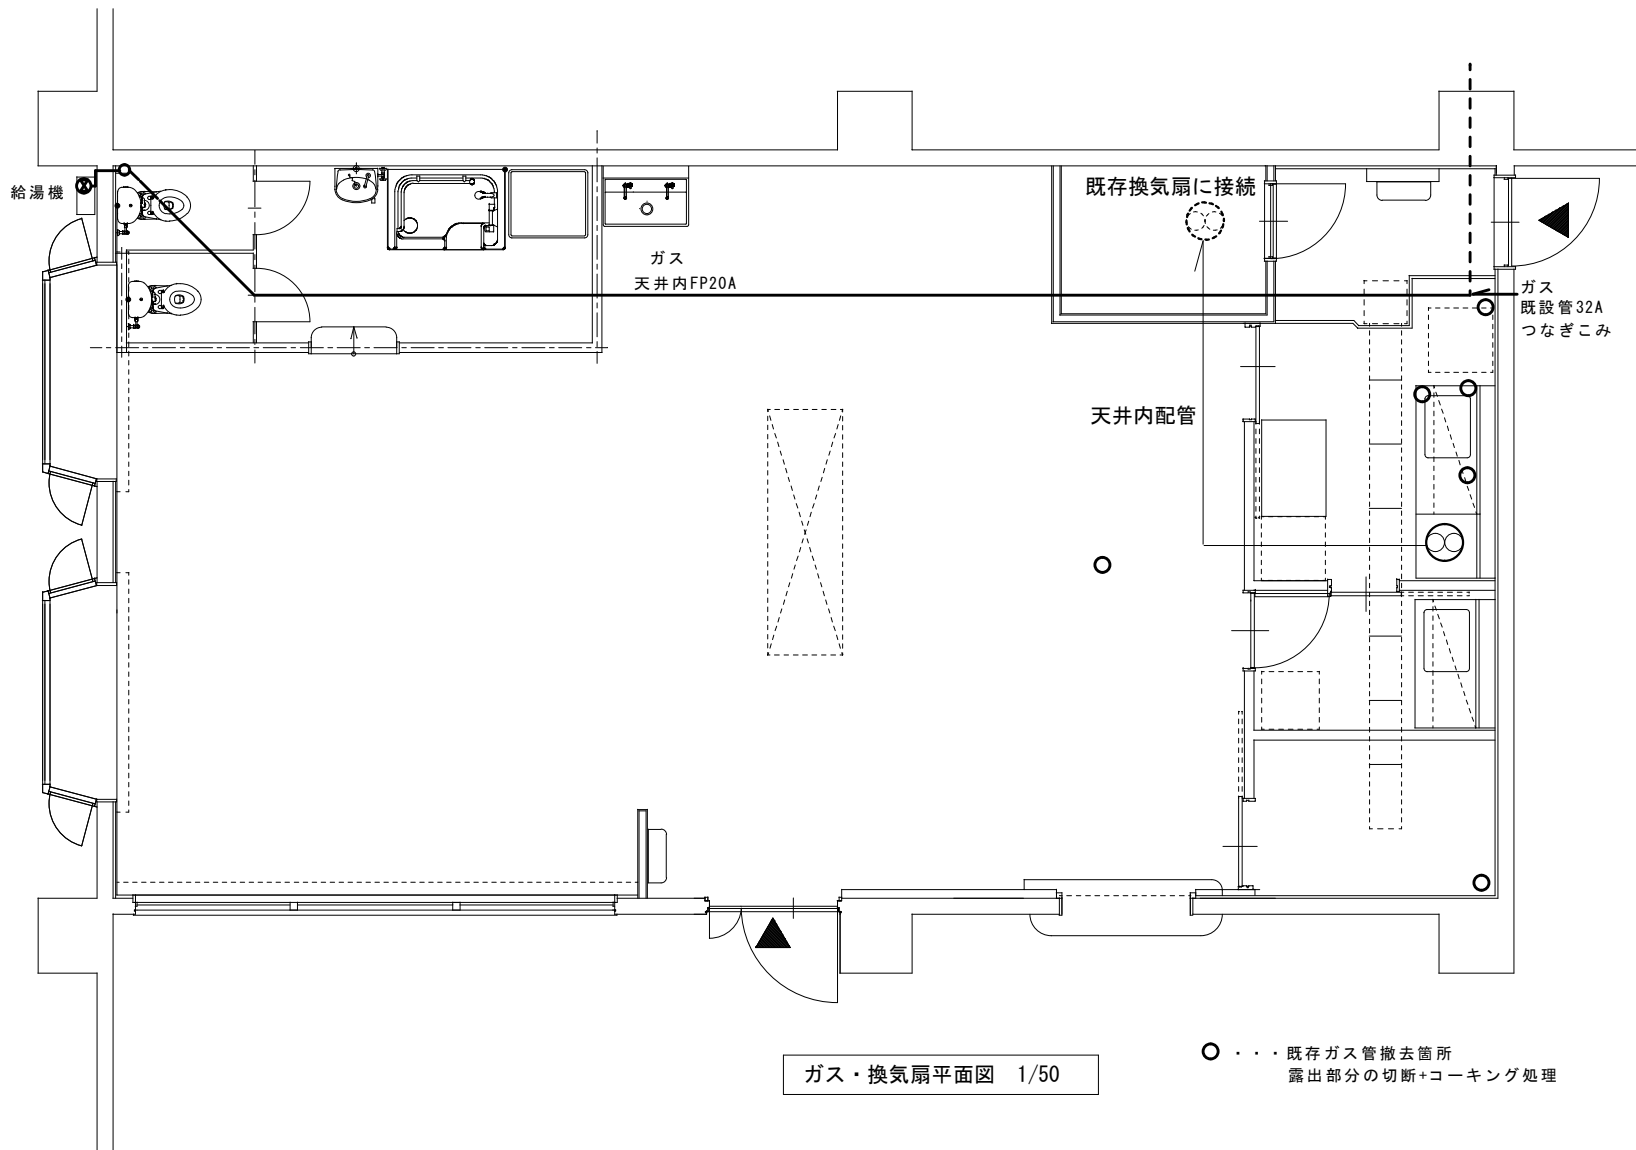 既存換気扇に接続
給湯機
ガス
天井内FP20A
ガス
既設管32A
つなぎこみ
天井内配管
ガス・換気扇平面図 1/50
・・・既存ガス管撤去箇所
露出部分の切断+コーキング処理